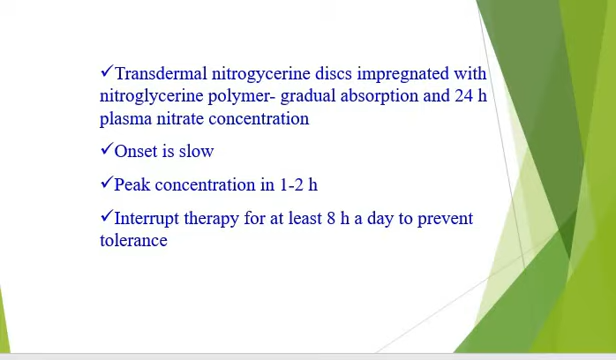 ✓Transdermal nitrogycerine discs impregnated with
nitroglycerine polymer- gradual absorption and 24 h
plasma nitrate concentration
✓Onset is slow
✓Peak concentration in 1-2 h
✓Interrupt therapy for at least 8 h a day to prevent
tolerance